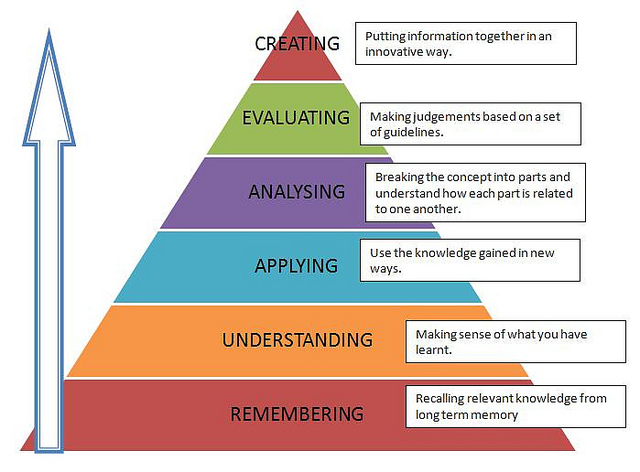 CREATING
Putting information together in an
innovative way.
EVALUATING
Making judgements based on a set
of guidelines.
ANALYSING
Breaking the concept into parts and
understand how each part is related
to one another.
APPLYING
Use the knowledge gained in new
ways.
UNDERSTANDING
Making sense of what you have
learnt.
REMEMBERING
Recalling relevant knowledge from
long term memory